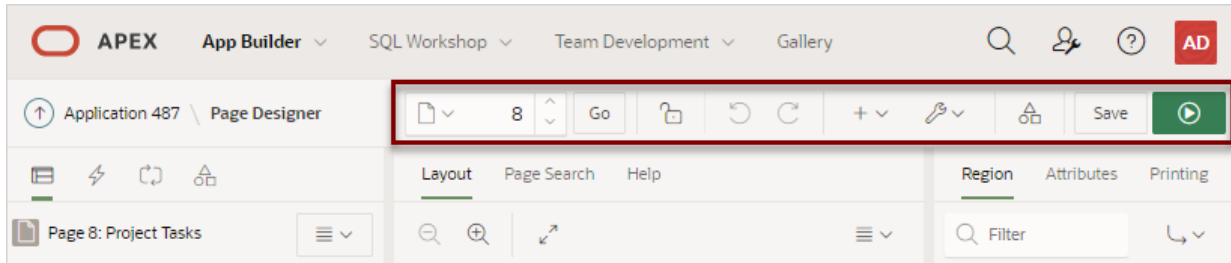 APEX App Builder SQL Workshop Team Development Gallery AD
Application 487 \ Page Designer 8 Go Save
Layout Page Search Help Region Attributes Printing
Page 8: Project Tasks Filter